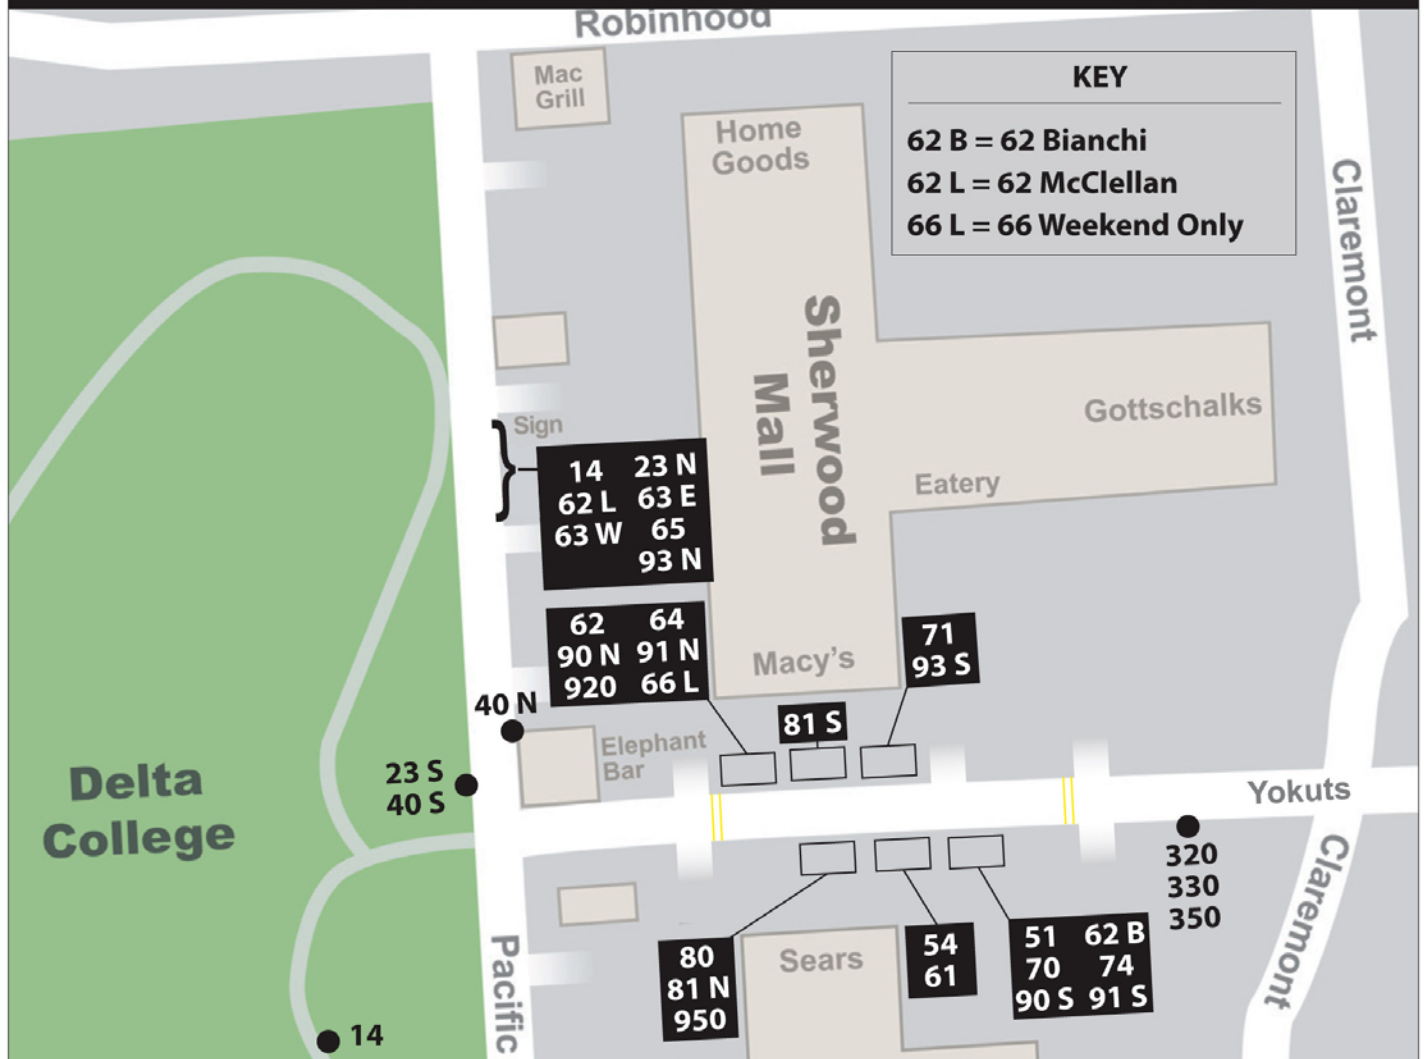 Robinhood
Mac
Grill
Home
Goods
KEY
62 B = 62 Bianchi
62 L = 62 McClellan
66 L = 66 Weekend Only
Claremont
Sherwood
Mall
Gottschalks
Eatery
Sign
14 23 N
62 L 63 E
63 W 65
93 N
62 64
90 N 91 N
920 66 L
Macy's
71
93 S
81 S
40 N
Elephant
Bar
23 S
40 S
Delta
College
Yokuts
320
330
350
Claremont
Pacific
Sears
80
81 N
950
54
61
51 62 B
70 74
90 S 91 S
14